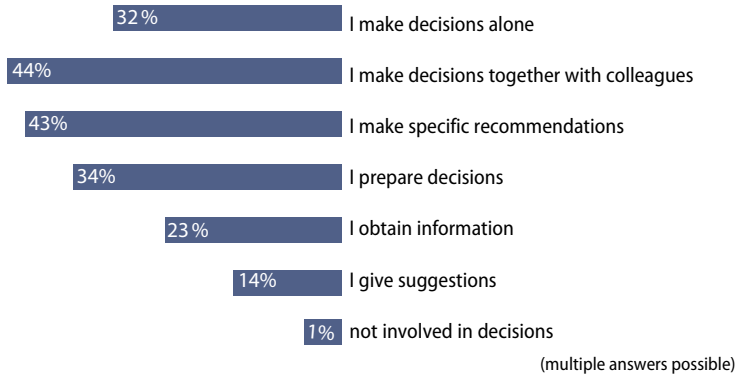 32 % I make decisions alone
44% I make decisions together with colleagues
43% I make specific recommendations
34% I prepare decisions
23 % I obtain information
14% I give suggestions
1% not involved in decisions
(multiple answers possible)